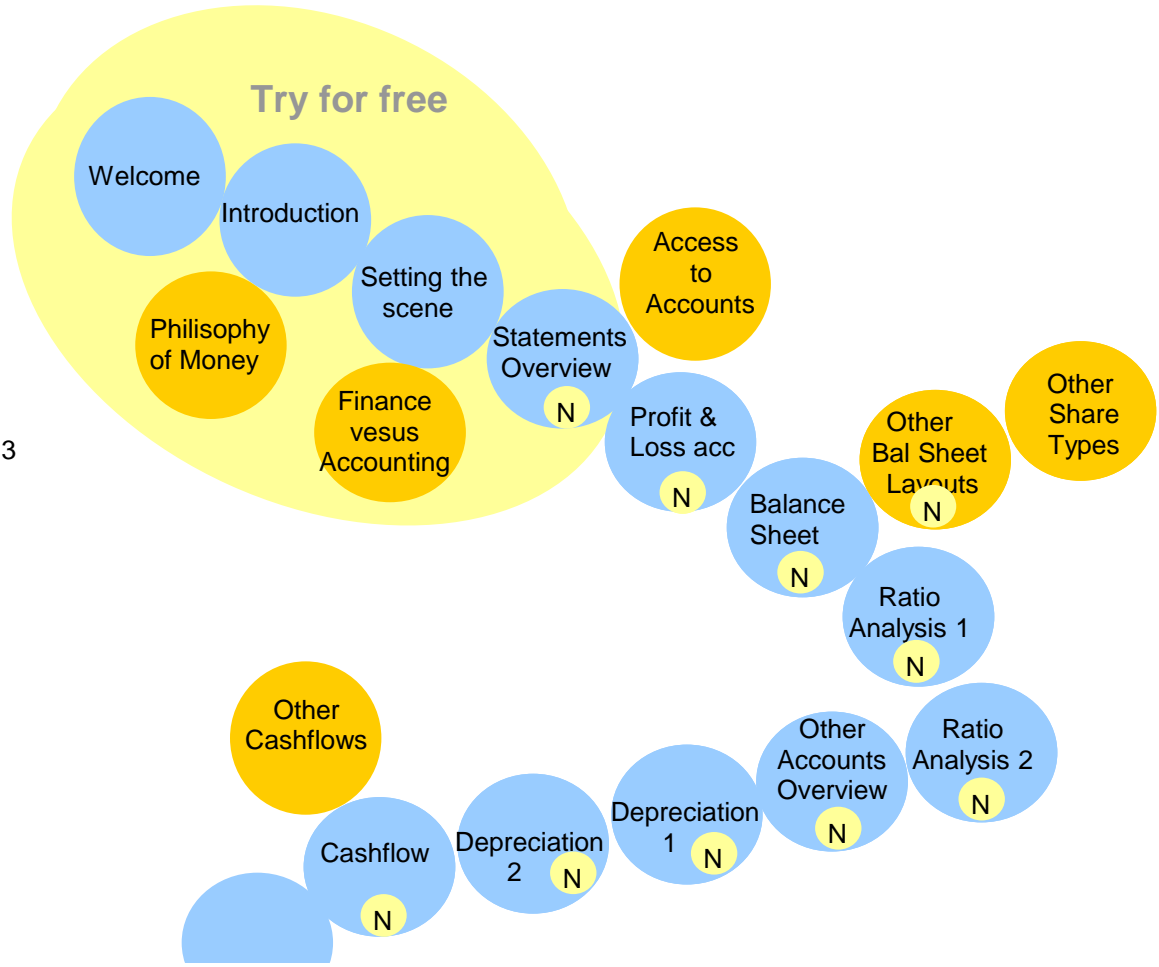 Try for free
Welcome
Introduction
Setting the
scene
Philisophy
of Money
Finance
vesus
Accounting
Statements
Overview
N
Access
to
Accounts
Profit &
Loss acc
N
3
Balance
Sheet
N
Other
Bal Sheet
Layouts
N
Other
Share
Types
Ratio
Analysis 1
N
Ratio
Analysis 2
N
Other
Accounts
Overview
N
Depreciation
1
N
Depreciation
2
N
Other
Cashflows
Cashflow
N